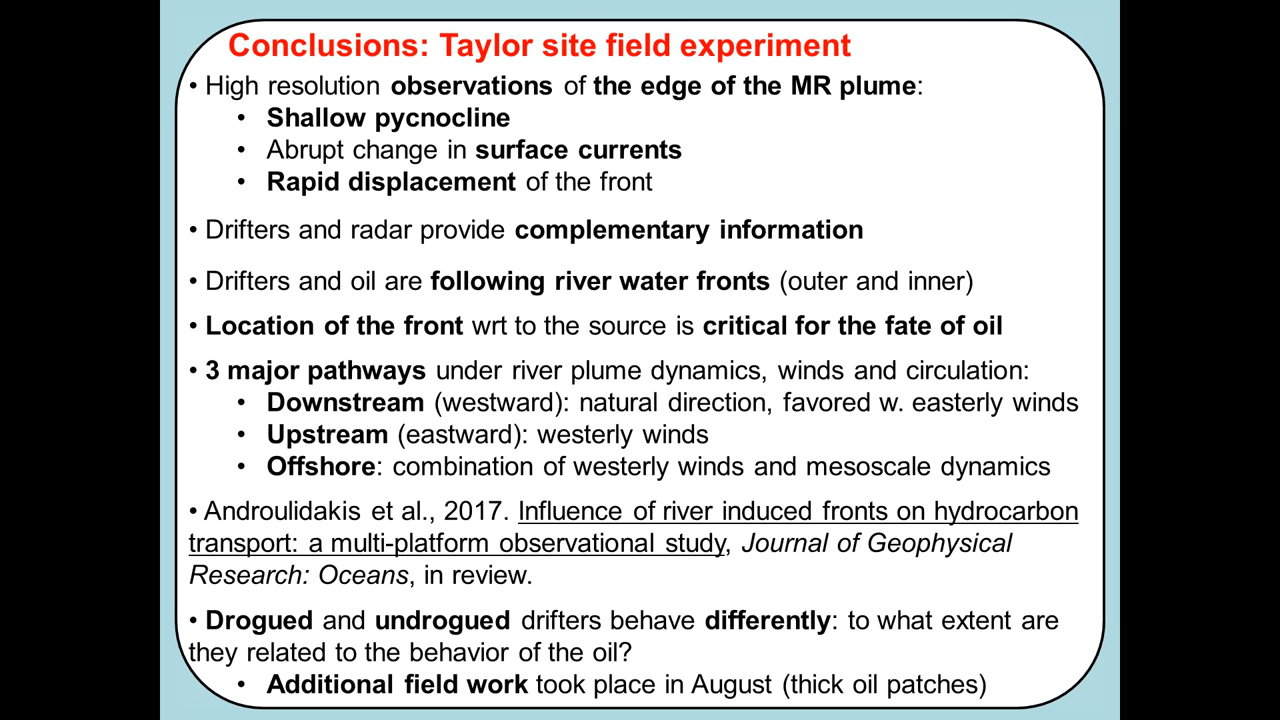 Conclusions: Taylor site field experiment
• High resolution observations of the edge of the MR plume:
• Shallow pycnocline
• Abrupt change in surface currents
• Rapid displacement of the front
• Drifters and radar provide complementary information
• Drifters and oil are following river water fronts (outer and inner)
• Location of the front wrt to the source is critical for the fate of oil
• 3 major pathways under river plume dynamics, winds and circulation:
• Downstream (westward): natural direction, favored w. easterly winds
• Upstream (eastward): westerly winds
• Offshore: combination of westerly winds and mesoscale dynamics
• Androulidakis et al., 2017. Influence of river induced fronts on hydrocarbon
transport: a multi-platform observational study, Journal of Geophysical
Research: Oceans, in review.
• Drogued and undrogued drifters behave differently: to what extent are
they related to the behavior of the oil?
• Additional field work took place in August (thick oil patches)